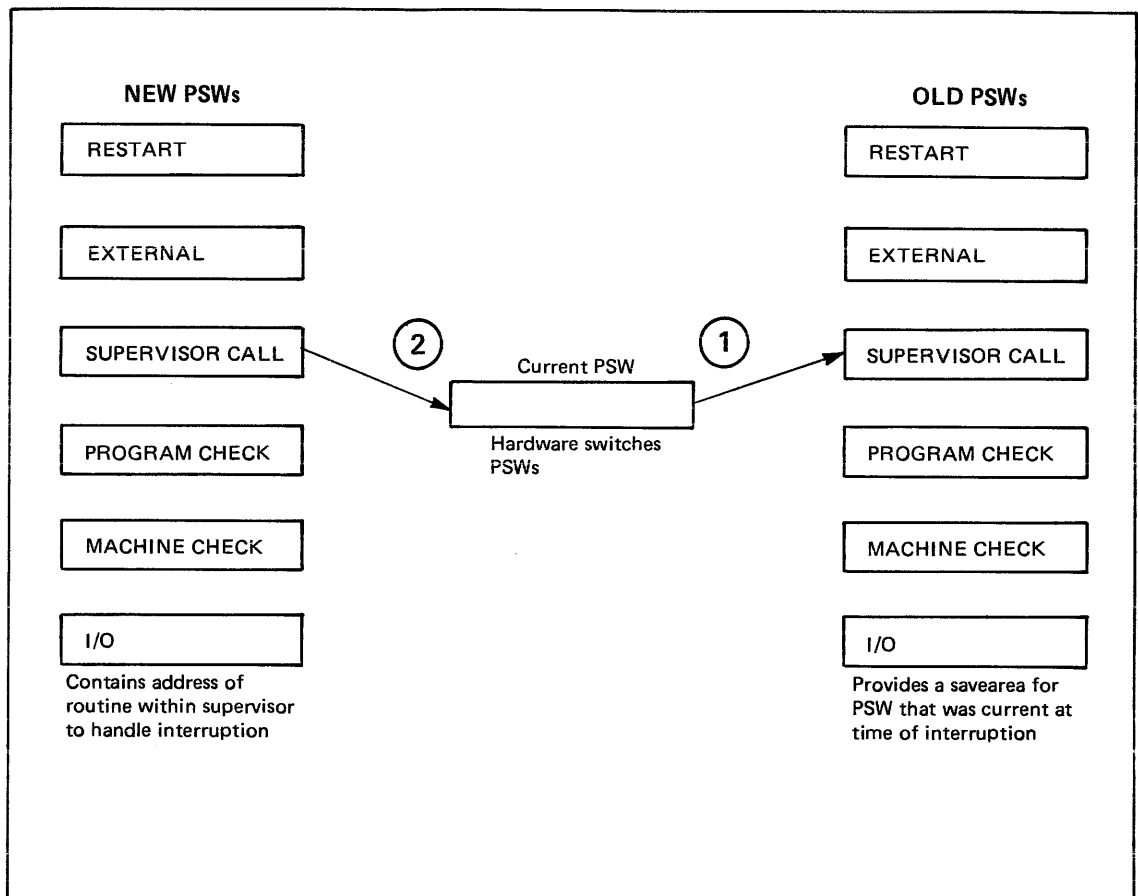 NEW PSWs
RESTART
EXTERNAL
SUPERVISOR CALL
PROGRAM CHECK
MACHINE CHECK
I/O
Contains address of
routine within supervisor
to handle interruption
2
1
Current PSW
Hardware switches
PSWs
OLD PSWs
RESTART
EXTERNAL
SUPERVISOR CALL
PROGRAM CHECK
MACHINE CHECK
I/O
Provides a savearea for
PSW that was current at
time of interruption